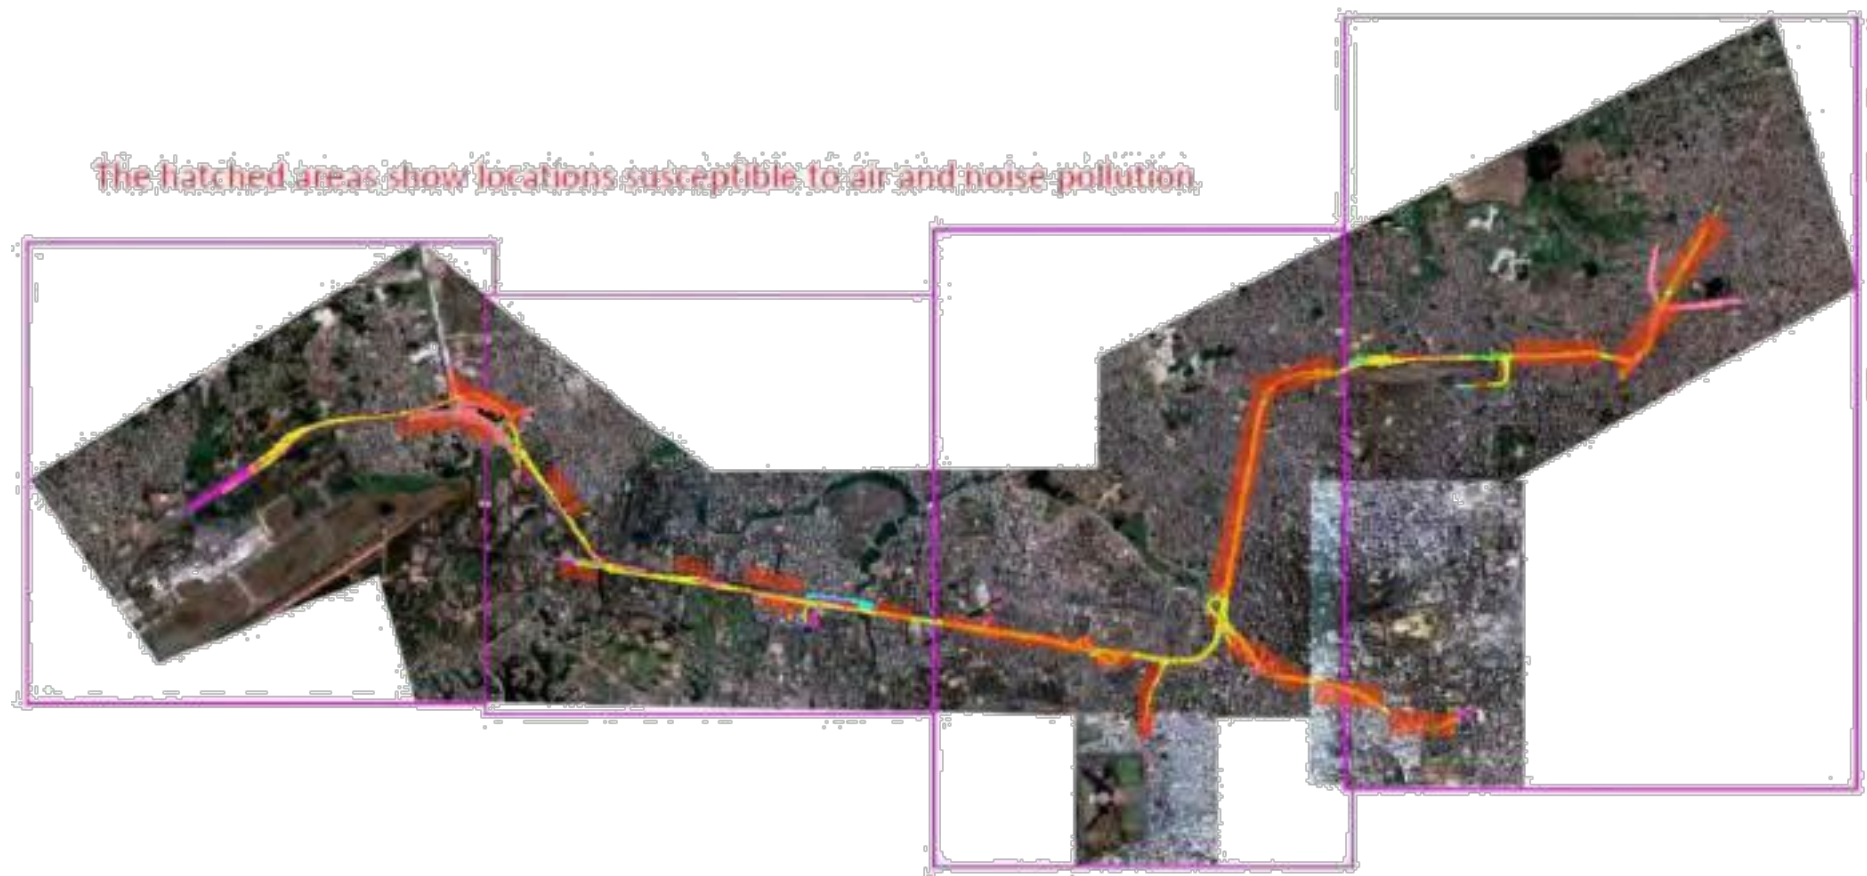 The hatched areas show locations susceptible to air and noise pollution